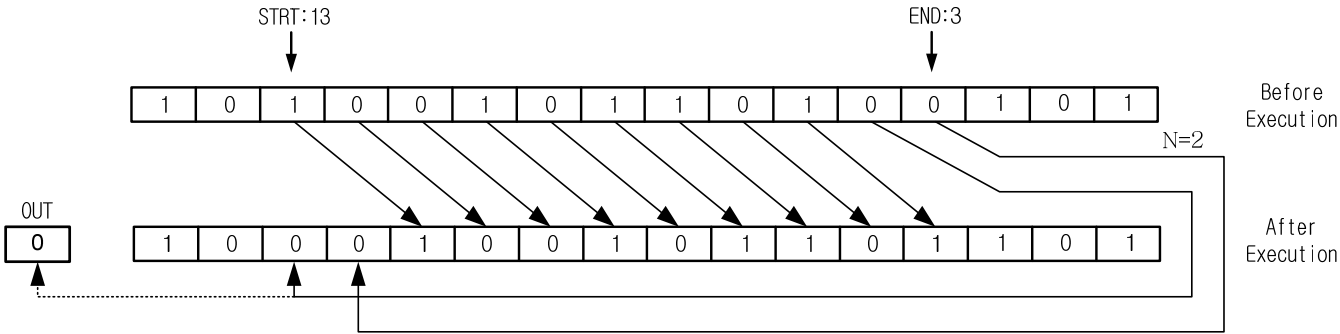 STRT:13 END:3
1 0 1 0 0 1 0 1 1 0 1 0 0 1 0 1
Before
Execution
N=2
OUT
0
1 0 0 0 1 0 0 1 0 1 1 0 1 1 0 1
After
Execution